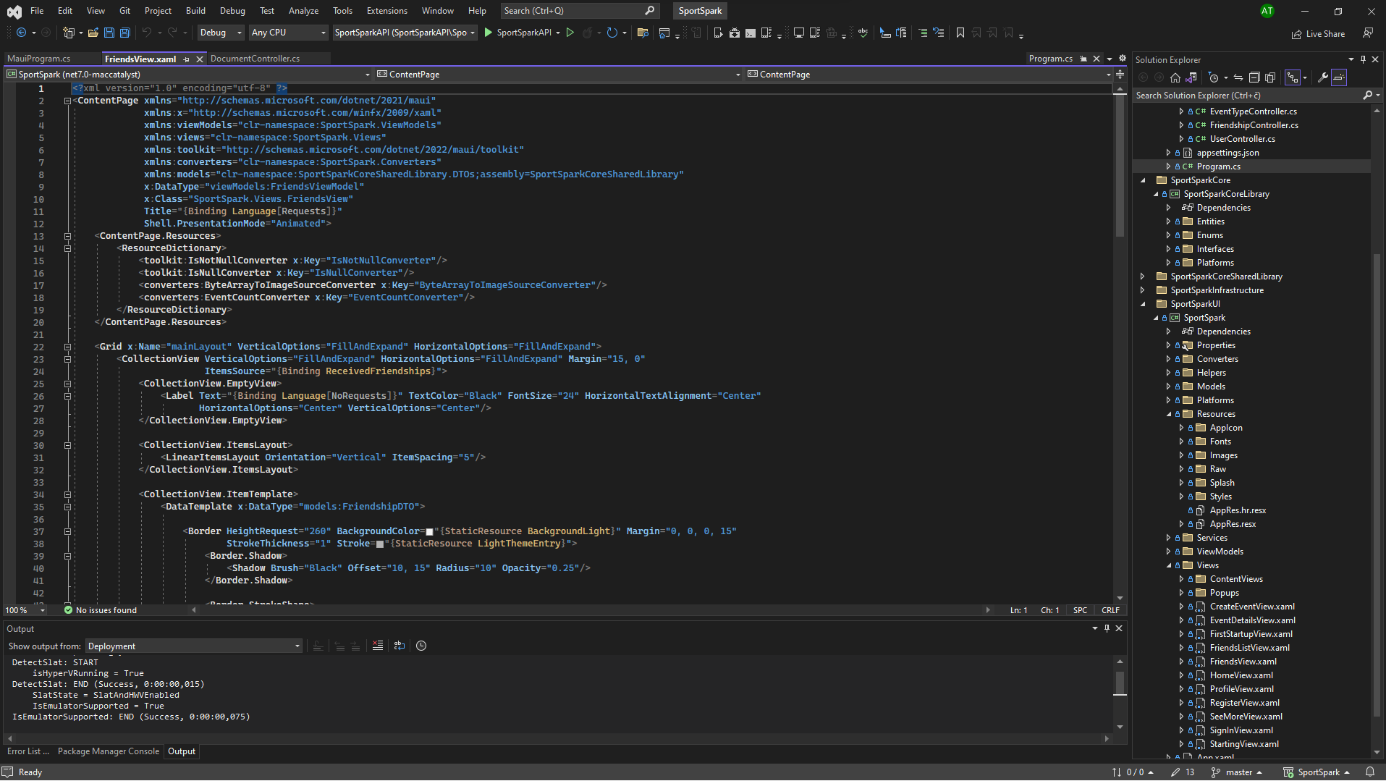 File Edit View Git Project Build Debug Test Analyze Tools Extensions Window Help Search (Ctrl+Q) SportSpark AT
Debug Any CPU SportSparkAPI (SportSparkAPI\Spo SportSparkAPI Live Share
MauiProgram.cs FriendsView.xaml DocumentController.cs Program.cs
SportSpark (net7.0-maccatalyst) ContentPage ContentPage
1 <?xml version="1.0" encoding="utf-8" ?>
2 <ContentPage xmlns="http://schemas.microsoft.com/dotnet/2021/maui"
3 xmlns:x="http://schemas.microsoft.com/winfx/2009/xaml"
4 xmlns:viewModels="clr-namespace:SportSpark.ViewModels"
5 xmlns:views="clr-namespace:SportSpark.Views"
6 xmlns:toolkit="http://schemas.microsoft.com/dotnet/2022/maui/toolkit"
7 xmlns:converters="clr-namespace:SportSpark.Converters"
8 xmlns:models="clr-namespace:SportSparkCoreSharedLibrary.DTOs;assembly=SportSparkCoreSharedLibrary"
9 x:DataType="viewModels:FriendsViewModel"
10 x:Class="SportSpark.Views.FriendsView"
11 Title="{Binding Language[Requests]}"
12 Shell.PresentationMode="Animated">
13 <ContentPage.Resources>
14 <ResourceDictionary>
15 <toolkit:IsNotNullConverter x:Key="IsNotNullConverter"/>
16 <toolkit:IsNullConverter x:Key="IsNullConverter"/>
17 <converters:ByteArrayToImageSourceConverter x:Key="ByteArrayToImageSourceConverter"/>
18 <converters:EventCountConverter x:Key="EventCountConverter"/>
19 </ResourceDictionary>
20 </ContentPage.Resources>
21
22 <Grid x:Name="mainLayout" VerticalOptions="FillAndExpand" HorizontalOptions="FillAndExpand">
23 <CollectionView VerticalOptions="FillAndExpand" HorizontalOptions="FillAndExpand" Margin="15, 0"
24 ItemsSource="{Binding ReceivedFriendships}">
25 <CollectionView.EmptyView>
26 <Label Text="{Binding Language[NoRequests]}" TextColor="Black" FontSize="24" HorizontalTextAlignment="Center"
27 HorizontalOptions="Center" VerticalOptions="Center"/>
28 </CollectionView.EmptyView>
29
30 <CollectionView.ItemsLayout>
31 <LinearItemsLayout Orientation="Vertical" ItemSpacing="5"/>
32 </CollectionView.ItemsLayout>
33
34 <CollectionView.ItemTemplate>
35 <DataTemplate x:DataType="models:FriendshipDTO">
36
37 <Border HeightRequest="260" BackgroundColor="{StaticResource BackgroundLight}" Margin="0, 0, 0, 15"
38 StrokeThickness="1" Stroke="{StaticResource LightThemeEntry}">
39 <Border.Shadow>
40 <Shadow Brush="Black" Offset="10, 15" Radius="10" Opacity="0.25"/>
41 </Border.Shadow>
100 % No issues found Ln: 1 Ch: 1 SPC CRLF
Output
Show output from: Deployment
DetectSlat: START
isHyperVRunning = True
DetectSlat: END (Success, 0:00:00,015)
SlatState = SlatAndHWVEnabled
IsEmulatorSupported = True
IsEmulatorSupported: END (Success, 0:00:00,075)
Error List ... Package Manager Console Output
Solution Explorer
Search Solution Explorer (Ctrl+č)
EventTypeController.cs
FriendshipController.cs
UserController.cs
appsettings.json
Program.cs
SportSparkCore
SportSparkCoreLibrary
Dependencies
Entities
Enums
Interfaces
Platforms
SportSparkCoreSharedLibrary
SportSparkInfrastructure
SportSparkUI
SportSpark
Dependencies
Properties
Converters
Helpers
Models
Platforms
Resources
AppIcon
Fonts
Images
Raw
Splash
Styles
AppRes.hr.resx
AppRes.resx
Services
ViewModels
Views
ContentViews
Popups
CreateEventView.xaml
EventDetailsView.xaml
FirstStartupView.xaml
FriendsListView.xaml
FriendsView.xaml
HomeView.xaml
ProfileView.xaml
RegisterView.xaml
SeeMoreView.xaml
SignInView.xaml
StartingView.xaml
Ready 0 / 0 13 master SportSpark